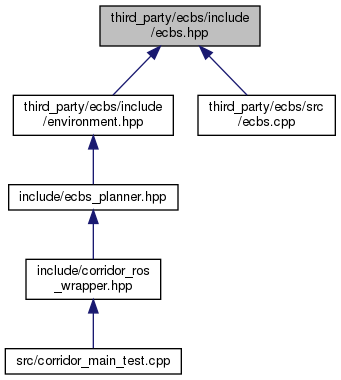 third_party/ecbs/include
/ecbs.hpp
third_party/ecbs/include
/environment.hpp
third_party/ecbs/src
/ecbs.cpp
include/ecbs_planner.hpp
include/corridor_ros
_wrapper.hpp
src/corridor_main_test.cpp